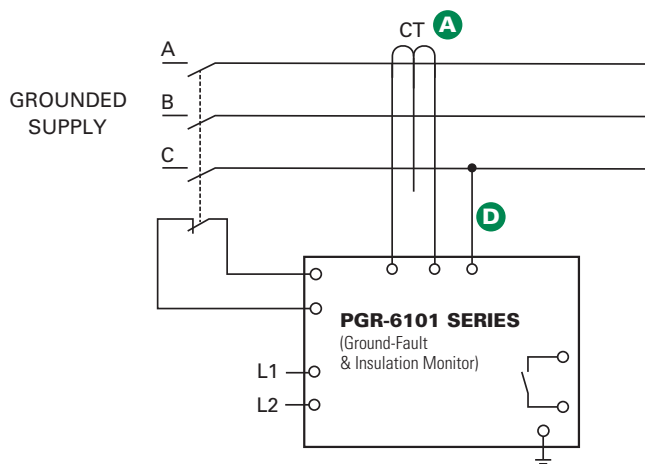 CT A
A
GROUNDED
SUPPLY
B
C
D
PGR-6101 SERIES
(Ground-Fault
& Insulation Monitor)
L1
L2